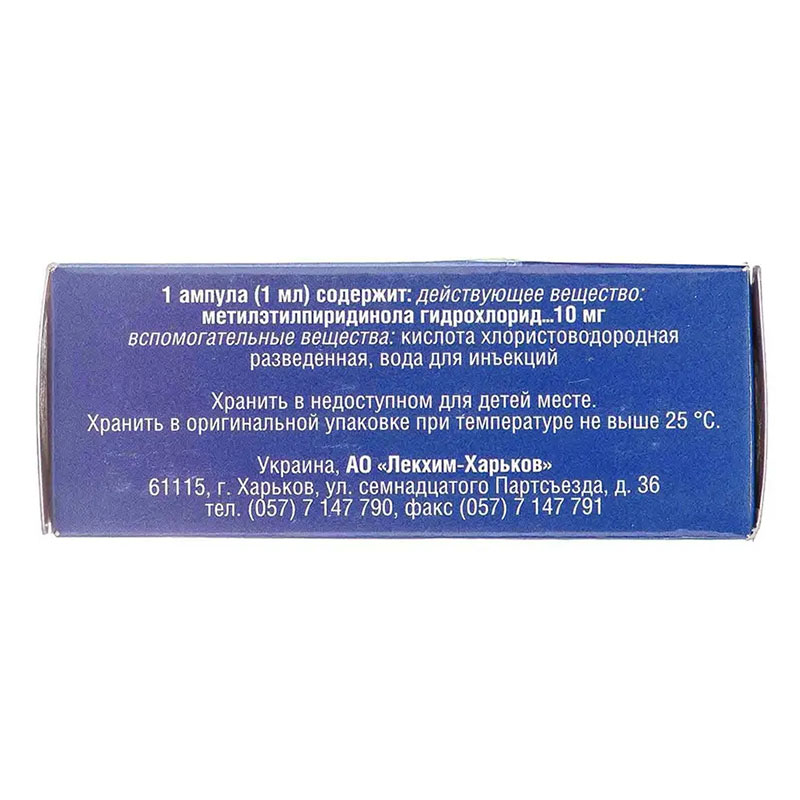 1 ампула (1 мл) содержит: действующее вещество:
метилэтилпиридинола гидрохлорид...10 мг
вспомогательные вещества: кислота хлористоводородная
разведенная, вода для инъекций
Хранить в недоступном для детей месте.
Хранить в оригинальной упаковке при температуре не выше 25 °C.
Украина, АО «Лекхим-Харьков»
61115, г. Харьков, ул. семнадцатого Партсъезда, д. 36
тел. (057) 7 147 790, факс (057) 7 147 791